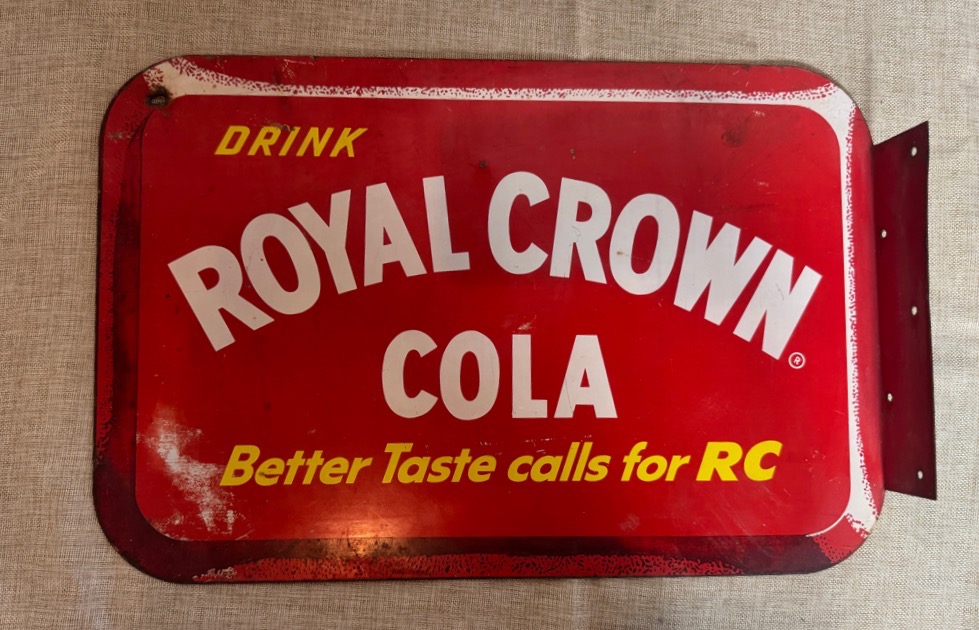 DRINK
ROYAL CROWN®
COLA
Better Taste calls for RC